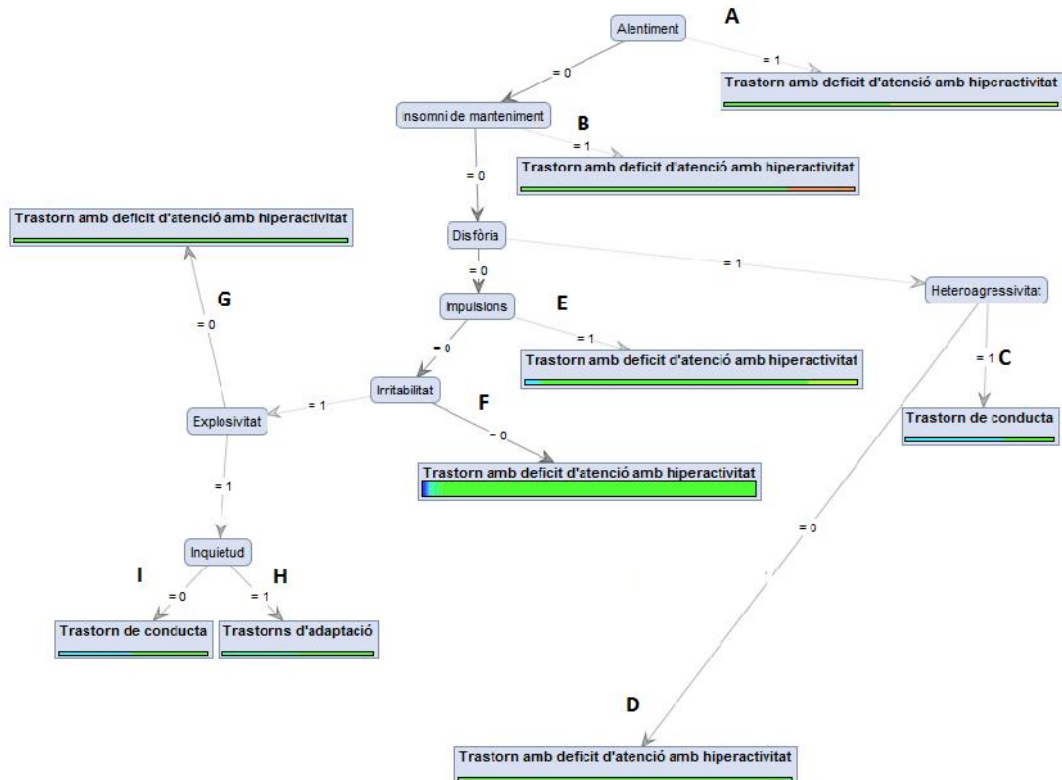 A
Alentiment
= 1
Trastorn amb deficit d'atenció amb hiperactivitat
= 0
Insomni de manteniment
B
= 1
Trastorn amb deficit d'atenció amb hiperactivitat
= 0
Trastorn amb deficit d'atenció amb hiperactivitat
Disfòria
= 1
= 0
Heteroagressivitat
G
Impulsions
E
= 0
= 1
= 0
Trastorn amb deficit d'atenció amb hiperactivitat
= 1
C
Irritabilitat
F
= 1
Explosivitat
Trastorn de conducta
= 0
Trastorn amb deficit d'atenció amb hiperactivitat
= 1
= 0
Inquietud
I
H
= 0
= 1
Trastorn de conducta
Trastorns d'adaptació
D
Trastorn amb deficit d'atenció amb hiperactivitat